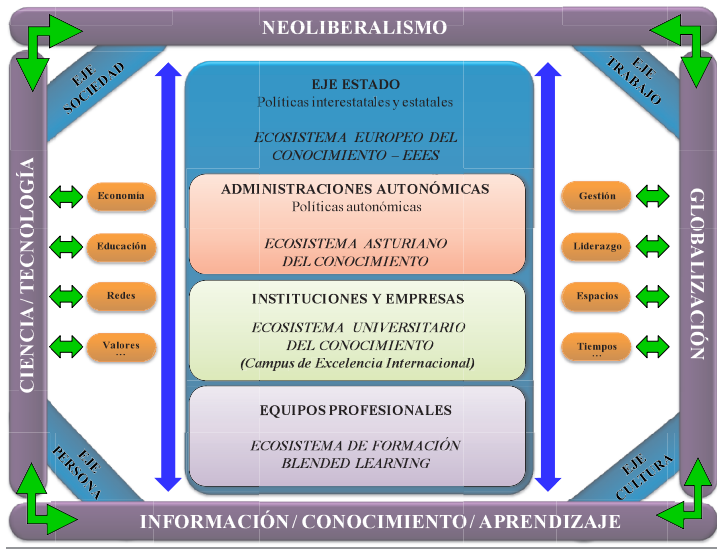 NEOLIBERALISMO
EJE
SOCIEDAD
EJE
TRABAJO
CIENCIA / TECNOLOGÍA
GLOBALIZACIÓN
EJE ESTADO
Políticas interestatales y estatales
ECOSISTEMA EUROPEO DEL
CONOCIMIENTO – EEES
ADMINISTRACIONES AUTONÓMICAS
Políticas autonómicas
ECOSISTEMA ASTURIANO
DEL CONOCIMIENTO
INSTITUCIONES Y EMPRESAS
ECOSISTEMA UNIVERSITARIO
DEL CONOCIMIENTO
(Campus de Excelencia Internacional)
EQUIPOS PROFESIONALES
ECOSISTEMA DE FORMACIÓN
BLENDED LEARNING
Economía
Educación
Redes
Valores
...
Gestión
Liderazgo
Espacios
Tiempos
...
EJE
PERSONA
EJE
CULTURA
INFORMACIÓN / CONOCIMIENTO / APRENDIZAJE